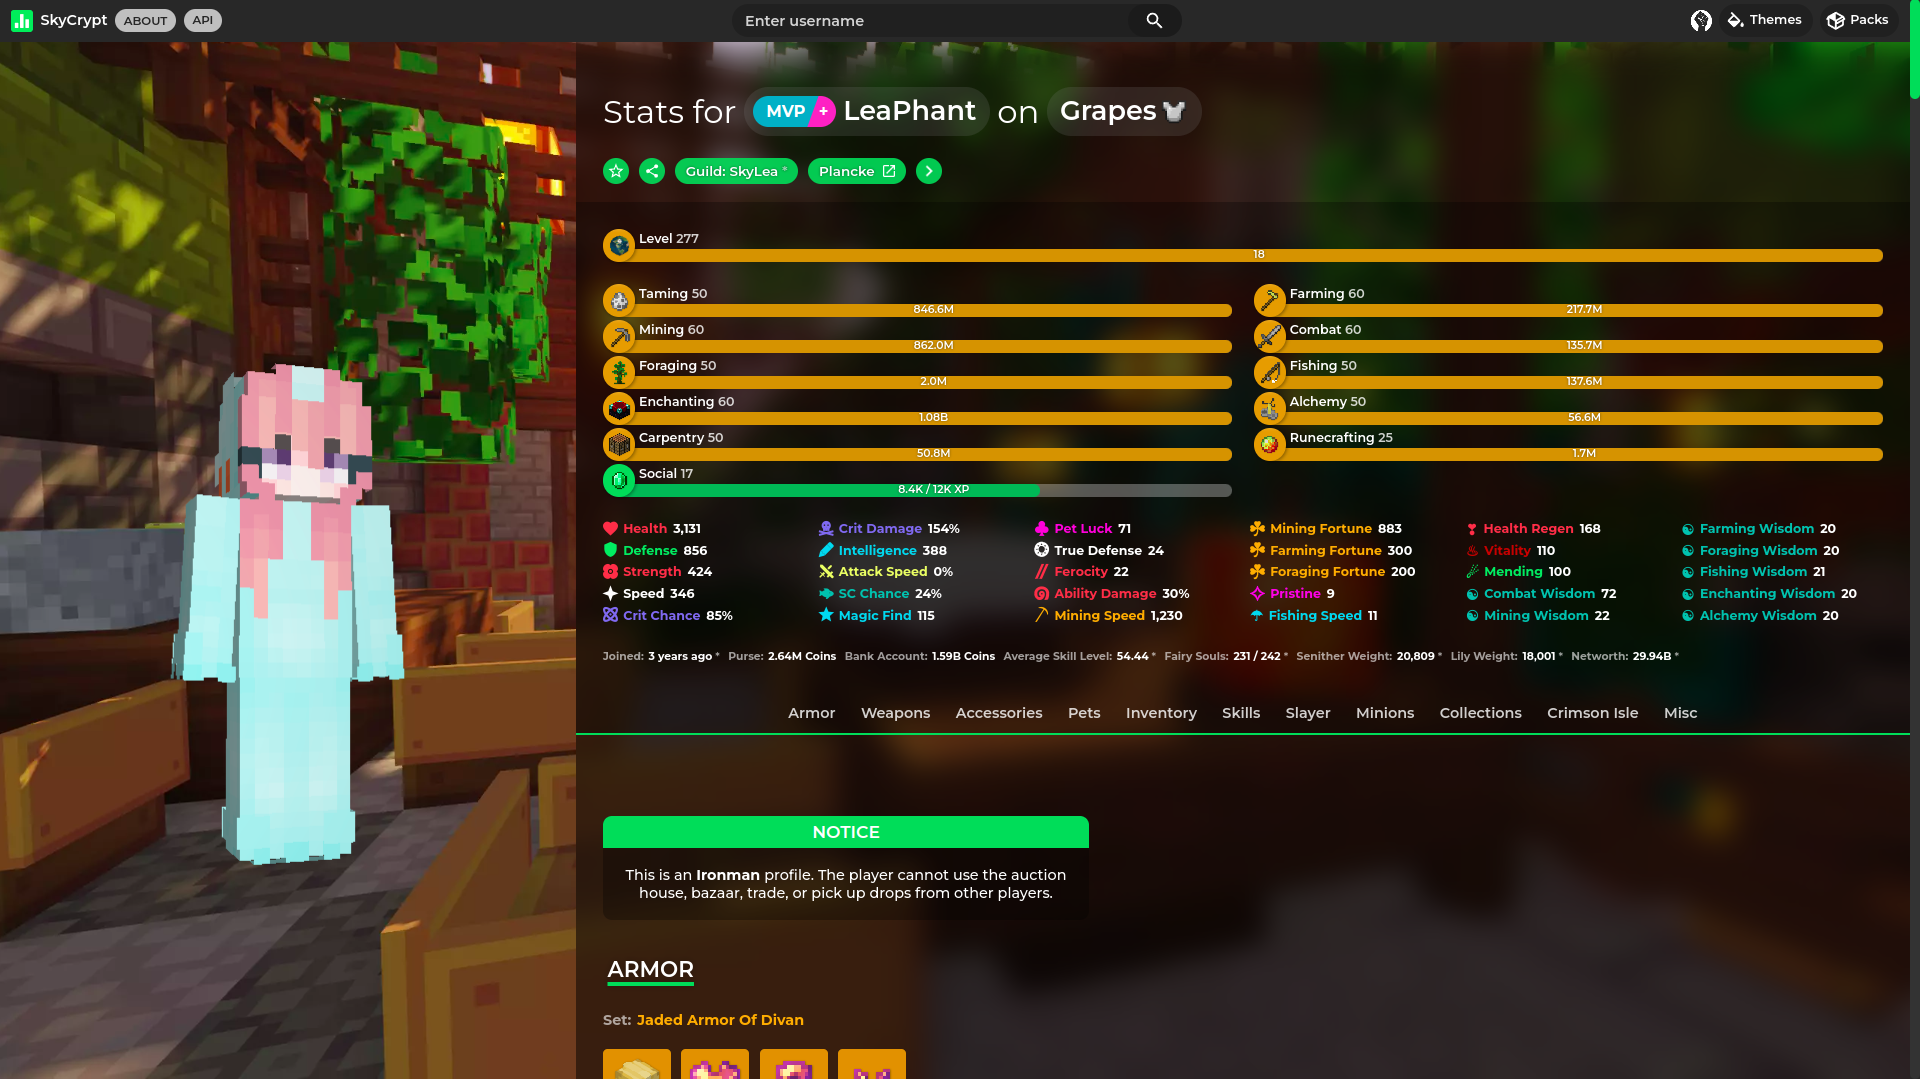 SkyCrypt ABOUT API Enter username Themes Packs
Stats for MVP + LeaPhant on Grapes
Guild: SkyLea * Plancke
Level 277
18
Taming 50
846.6M
Farming 60
217.7M
Mining 60
862.0M
Combat 60
135.7M
Foraging 50
2.0M
Fishing 50
137.6M
Enchanting 60
1.08B
Alchemy 50
56.6M
Carpentry 50
50.8M
Runecrafting 25
1.7M
Social 17
8.4K / 12K XP
Health 3,131 Crit Damage 154% Pet Luck 71 Mining Fortune 883 Health Regen 168 Farming Wisdom 20
Defense 856 Intelligence 388 True Defense 24 Farming Fortune 300 Vitality 110 Foraging Wisdom 20
Strength 424 Attack Speed 0% Ferocity 22 Foraging Fortune 200 Mending 100 Fishing Wisdom 21
Speed 346 SC Chance 24% Ability Damage 30% Pristine 9 Combat Wisdom 72 Enchanting Wisdom 20
Crit Chance 85% Magic Find 115 Mining Speed 1,230 Fishing Speed 11 Mining Wisdom 22 Alchemy Wisdom 20
Joined: 3 years ago * Purse: 2.64M Coins Bank Account: 1.59B Coins Average Skill Level: 54.44 * Fairy Souls: 231 / 242 * Senither Weight: 20,809 * Lily Weight: 18,001 * Networth: 29.94B *
Armor Weapons Accessories Pets Inventory Skills Slayer Minions Collections Crimson Isle Misc
NOTICE
This is an Ironman profile. The player cannot use the auction
house, bazaar, trade, or pick up drops from other players.
ARMOR
Set: Jaded Armor Of Divan